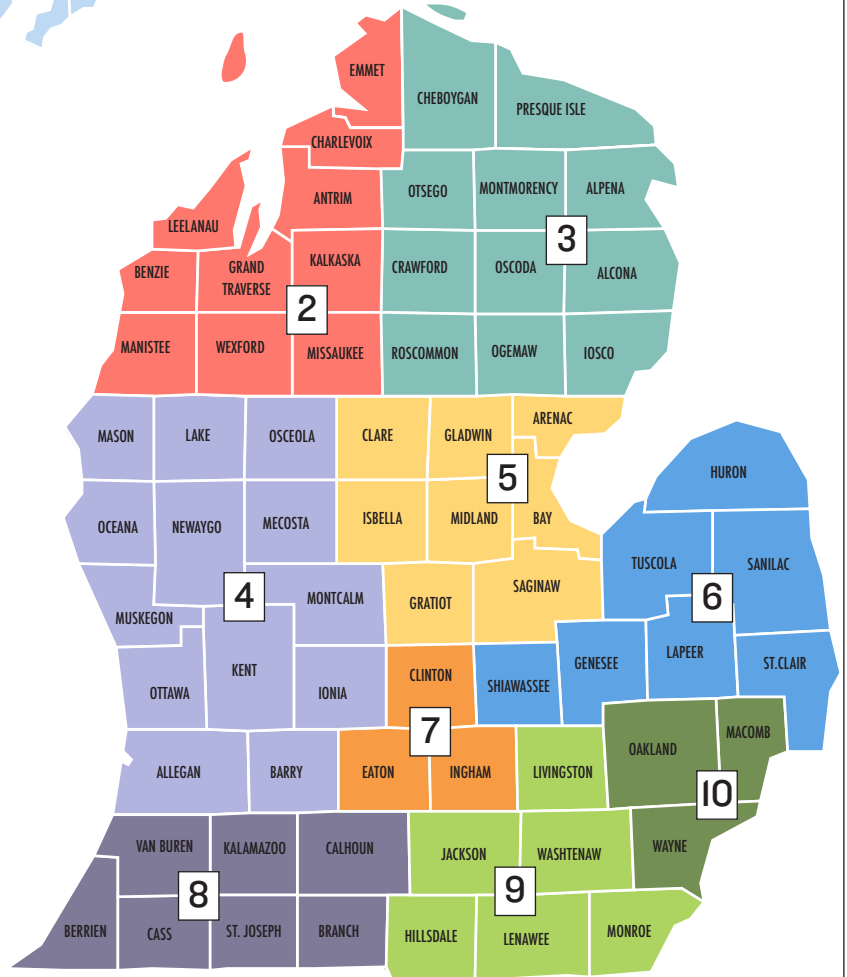 EMMET
CHEBOYGAN
PRESQUE ISLE
CHARLEVOIX
ANTRIM
OTSEGO
MONTMORENCY
ALPENA
LEELANAU
3
BENZIE
GRAND
TRAVERSE
KALKASKA
CRAWFORD
OSCODA
ALCONA
2
MANISTEE
WEXFORD
MISSAUKEE
ROSCOMMON
OGEMAW
IOSCO
MASON
LAKE
OSCEOLA
CLARE
GLADWIN
ARENAC
HURON
5
OCEANA
NEWAYGO
MECOSTA
ISBELLA
MIDLAND
BAY
TUSCOLA
SANILAC
4
MONTCALM
GRATIOT
SAGINAW
6
MUSKEGON
KENT
OTTAWA
IONIA
CLINTON
SHIAWASSEE
GENESEE
LAPEER
ST.CLAIR
7
ALLEGAN
BARRY
EATON
INGHAM
LIVINGSTON
OAKLAND
MACOMB
10
VAN BUREN
KALAMAZOO
CALHOUN
JACKSON
WASHTENAW
WAYNE
8
9
BERRIEN
CASS
ST. JOSEPH
BRANCH
HILLSDALE
LENAWEE
MONROE